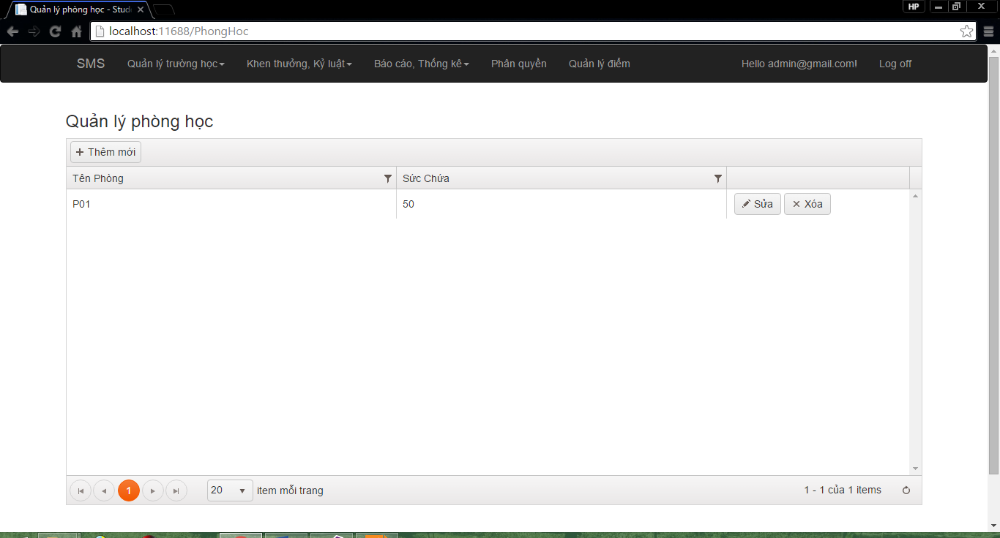 Quản lý phòng học - Stud
HP
localhost:11688/PhongHoc
SMS Quản lý trường học Khen thưởng, Kỷ luật Báo cáo, Thống kê Phân quyền Quản lý điểm Hello admin@gmail.com! Log off
Quản lý phòng học
Thêm mới
Tên Phòng Sức Chứa
P01 50 Sửa Xóa
1 20 item mỗi trang 1 - 1 của 1 items